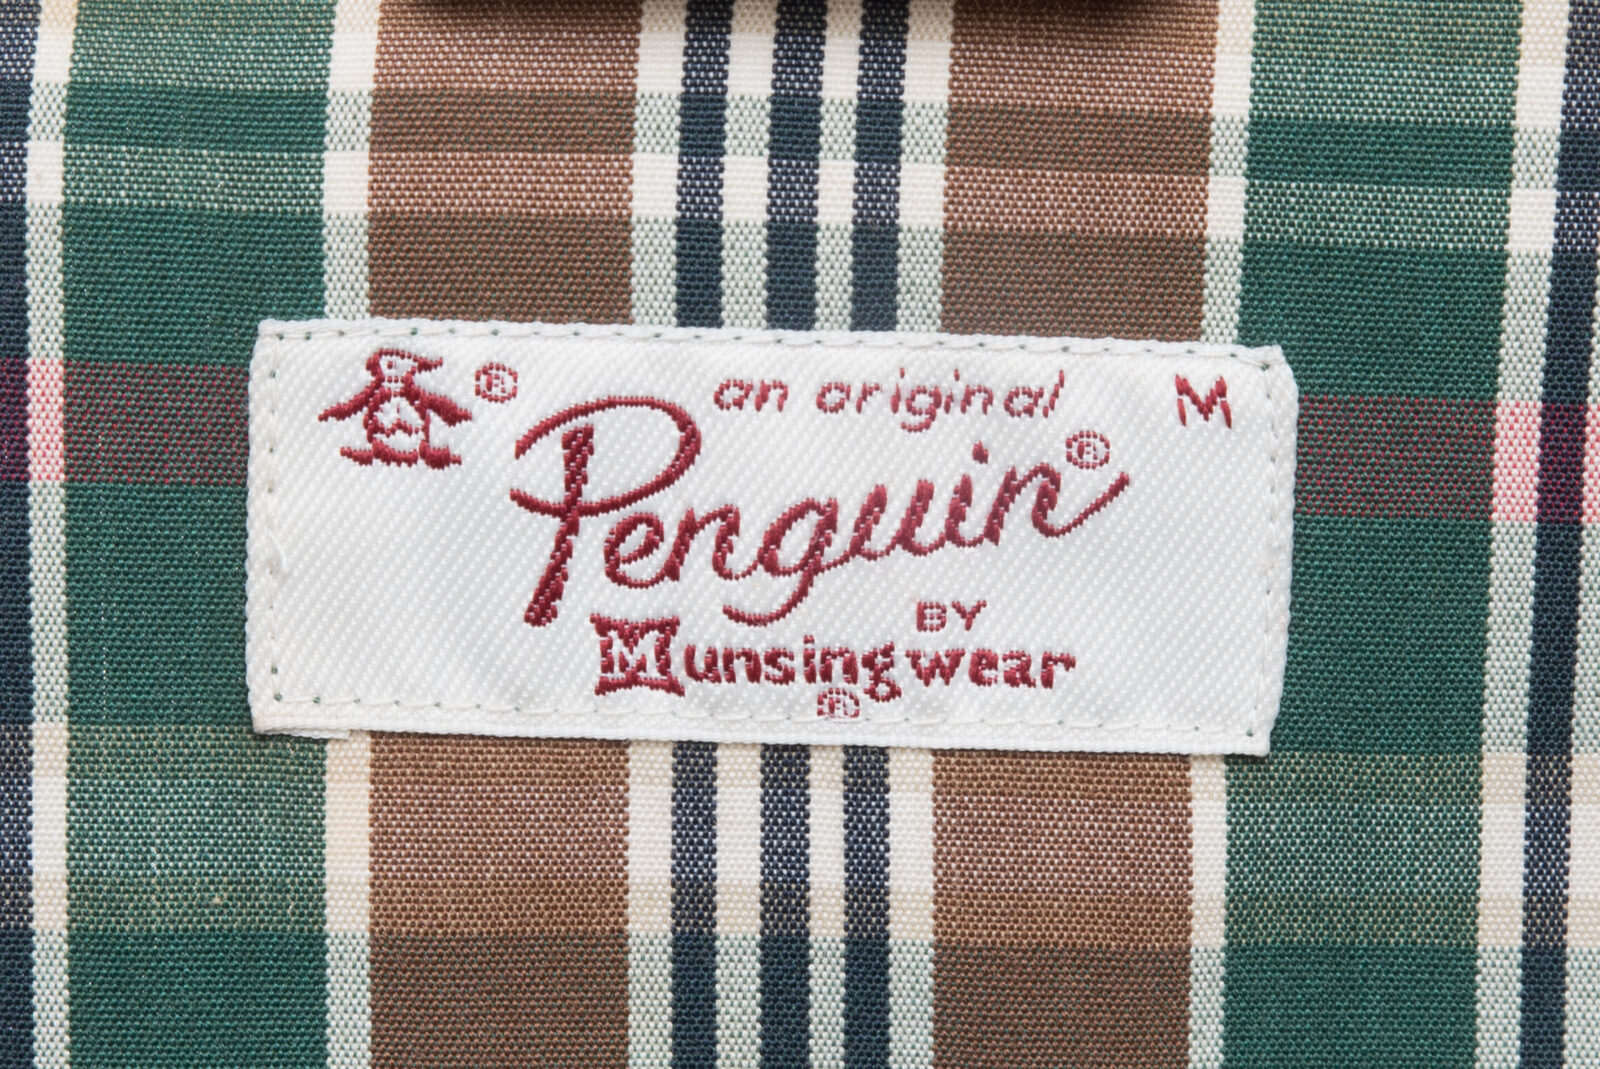 ® an original M
Penguin®
BY
Munsingwear
®